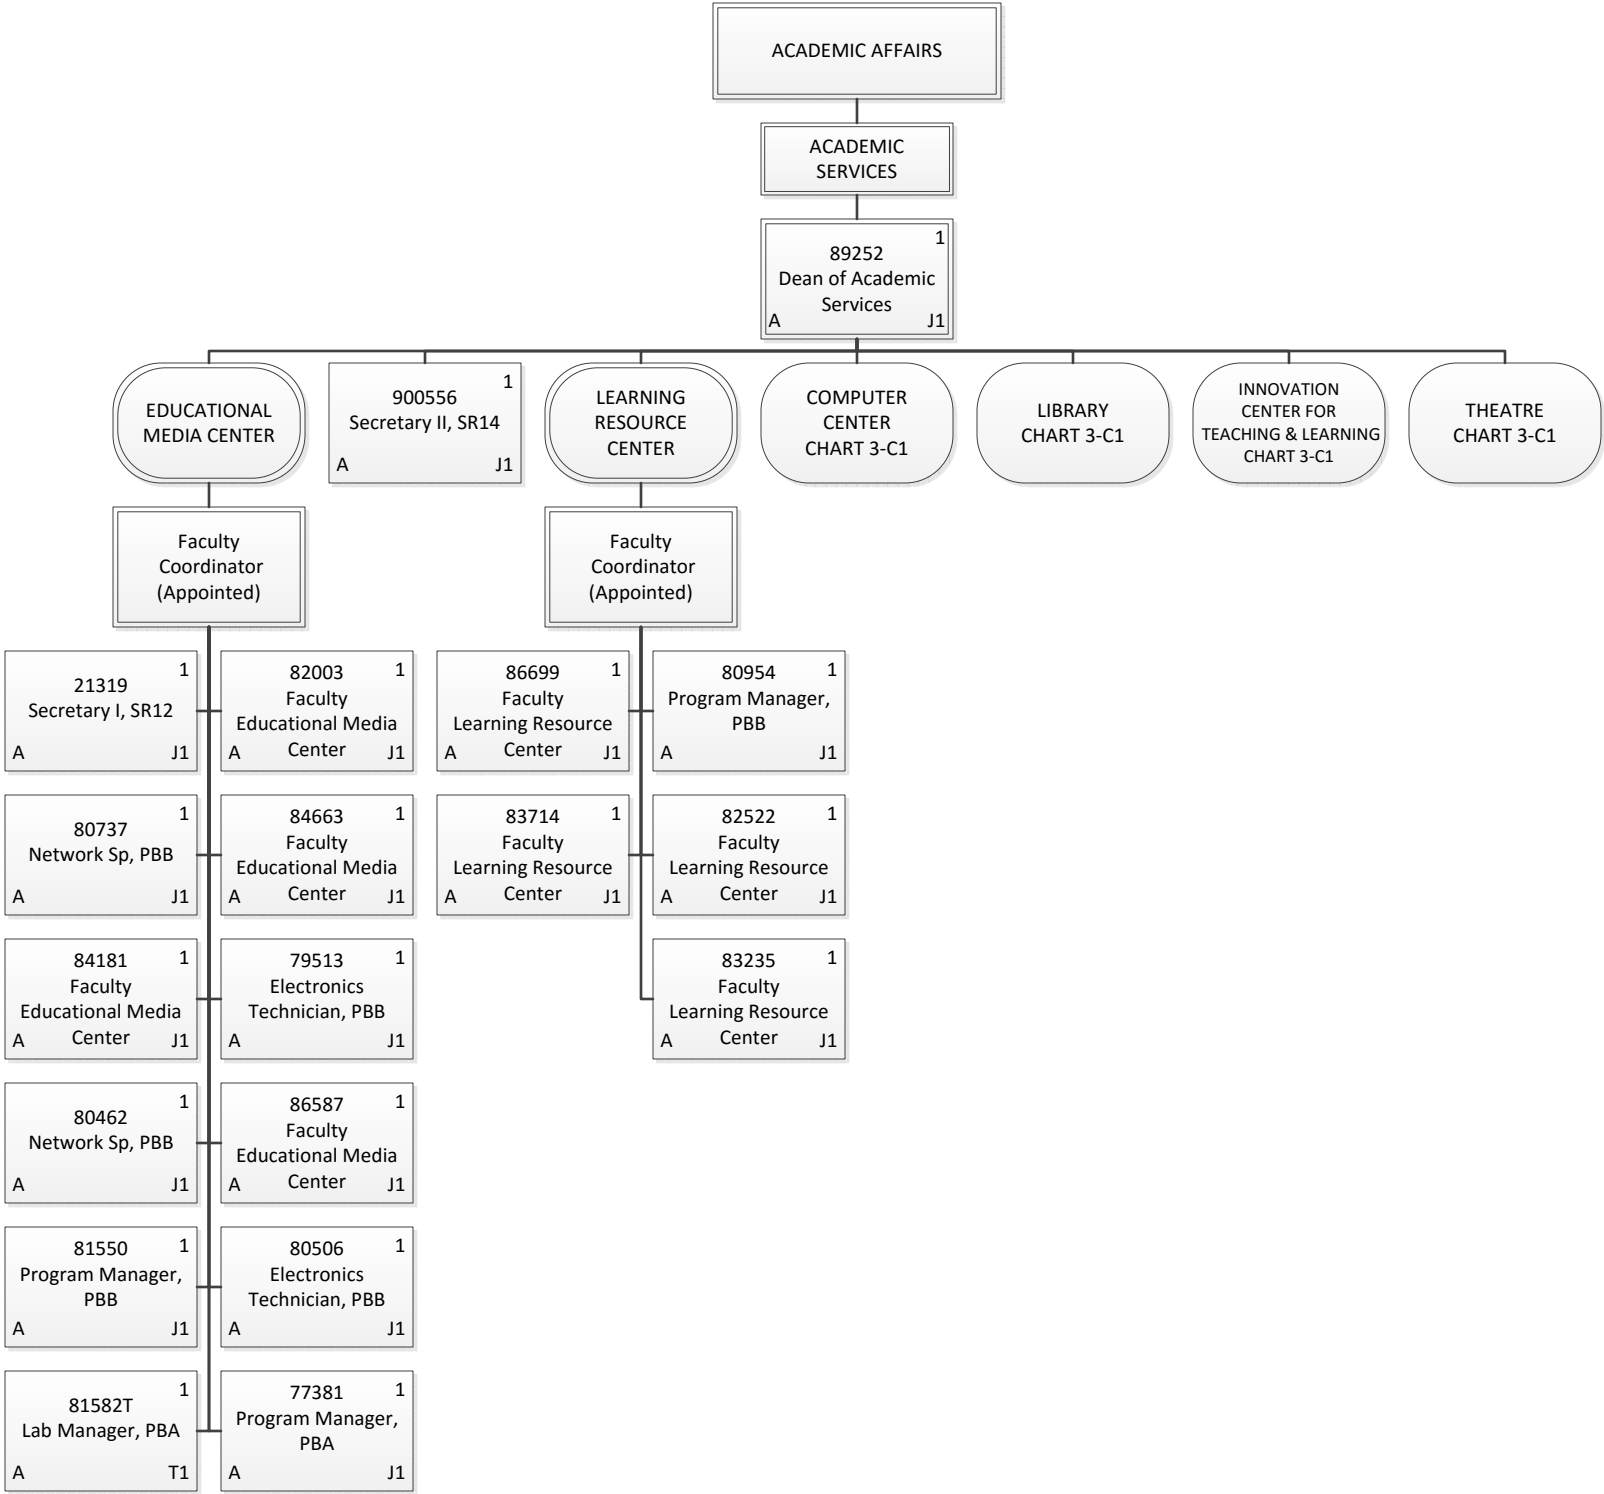 ACADEMIC AFFAIRS
ACADEMIC
SERVICES
1
89252
Dean of Academic
Services
A J1
EDUCATIONAL
MEDIA CENTER
1
900556
Secretary II, SR14
A J1
LEARNING
RESOURCE
CENTER
COMPUTER
CENTER
CHART 3-C1
LIBRARY
CHART 3-C1
INNOVATION
CENTER FOR
TEACHING & LEARNING
CHART 3-C1
THEATRE
CHART 3-C1
Faculty
Coordinator
(Appointed)
Faculty
Coordinator
(Appointed)
1
21319
Secretary I, SR12
A J1
82003 1
Faculty
Educational Media
A Center J1
86699 1
Faculty
Learning Resource
A Center J1
80954 1
Program Manager,
PBB
A J1
1
80737
Network Sp, PBB
A J1
84663 1
Faculty
Educational Media
A Center J1
83714 1
Faculty
Learning Resource
A Center J1
82522 1
Faculty
Learning Resource
A Center J1
84181 1
Faculty
Educational Media
A Center J1
79513 1
Electronics
Technician, PBB
A J1
83235 1
Faculty
Learning Resource
A Center J1
1
80462
Network Sp, PBB
A J1
86587 1
Faculty
Educational Media
A Center J1
81550 1
Program Manager,
PBB
A J1
80506 1
Electronics
Technician, PBB
A J1
1
81582T
Lab Manager, PBA
A T1
77381 1
Program Manager,
PBA
A J1